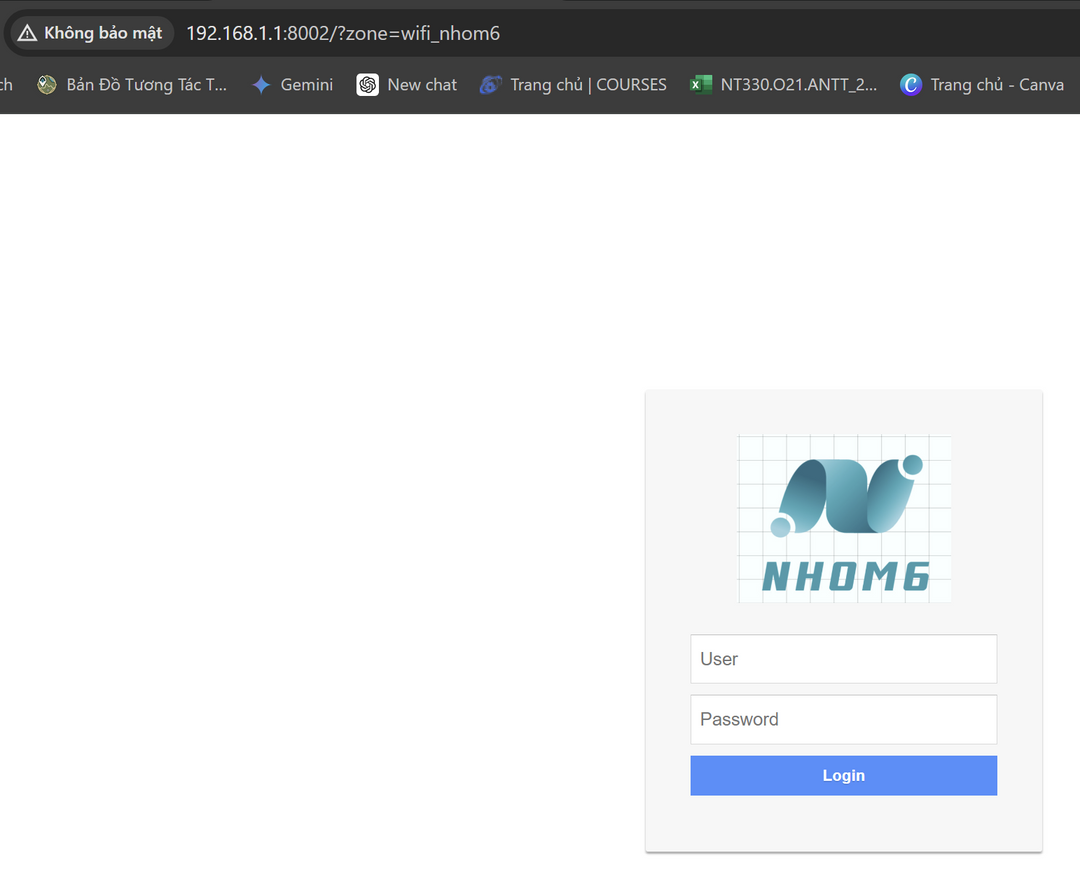 Không bảo mật 192.168.1.1:8002/?zone=wifi_nhom6
ch Bản Đồ Tương Tác T... Gemini New chat Trang chủ | COURSES NT330.O21.ANTT_2... Trang chủ - Canva
NHOM6
User
Password
Login